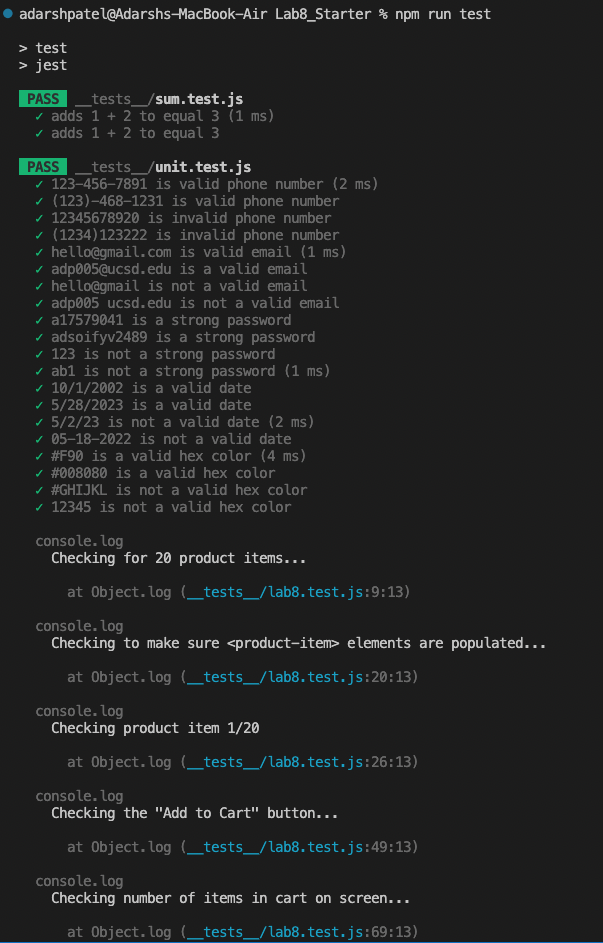 adarshpatel@Adarshs-MacBook-Air Lab8_Starter % npm run test
> test
> jest
PASS __tests__/sum.test.js
✓ adds 1 + 2 to equal 3 (1 ms)
✓ adds 1 + 2 to equal 3
PASS __tests__/unit.test.js
✓ 123-456-7891 is valid phone number (2 ms)
✓ (123)-468-1231 is valid phone number
✓ 12345678920 is invalid phone number
✓ (1234)123222 is invalid phone number
✓ hello@gmail.com is valid email (1 ms)
✓ adp005@ucsd.edu is a valid email
✓ hello@gmail is not a valid email
✓ adp005 ucsd.edu is not a valid email
✓ a17579041 is a strong password
✓ adsoifyv2489 is a strong password
✓ 123 is not a strong password
✓ ab1 is not a strong password (1 ms)
✓ 10/1/2002 is a valid date
✓ 5/28/2023 is a valid date
✓ 5/2/23 is not a valid date (2 ms)
✓ 05-18-2022 is not a valid date
✓ #F90 is a valid hex color (4 ms)
✓ #008080 is a valid hex color
✓ #GHIJKL is not a valid hex color
✓ 12345 is not a valid hex color
console.log
Checking for 20 product items...
at Object.log (__tests__/lab8.test.js:9:13)
console.log
Checking to make sure <product-item> elements are populated...
at Object.log (__tests__/lab8.test.js:20:13)
console.log
Checking product item 1/20
at Object.log (__tests__/lab8.test.js:26:13)
console.log
Checking the "Add to Cart" button...
at Object.log (__tests__/lab8.test.js:49:13)
console.log
Checking number of items in cart on screen...
at Object.log (__tests__/lab8.test.js:69:13)